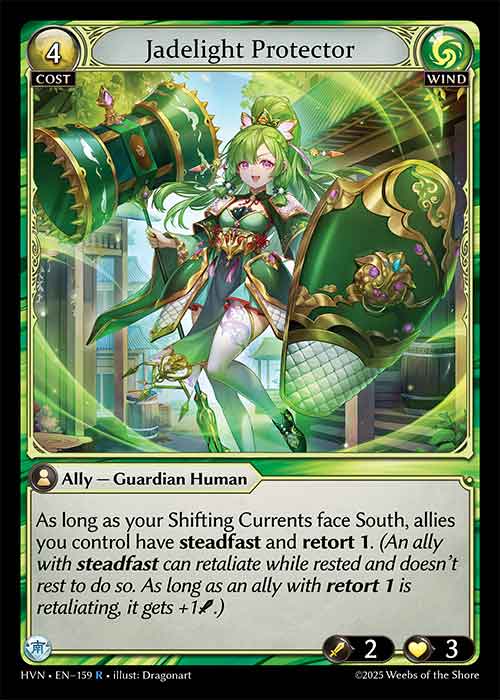 4
COST
Jadelight Protector
WIND
Ally — Guardian Human
As long as your Shifting Currents face South, allies
you control have steadfast and retort 1. (An ally
with steadfast can retaliate while rested and doesn't
rest to do so. As long as an ally with retort 1 is
retaliating, it gets +1.)
南
2
3
HVN • EN–159 R • illust: Dragonart
©2025 Weebs of the Shore